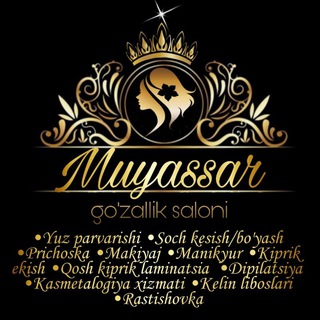 Muyassar
go'zallik saloni
•Yuz parvarishi •Soch kesish/bo'yash
•Prichoska •Makiyaj •Manikyur •Kiprik
ekish •Qosh kiprik laminatsia •Dipilatsiya
•Kasmetalogiya xizmati •Kelin liboslari
•Rastishovka